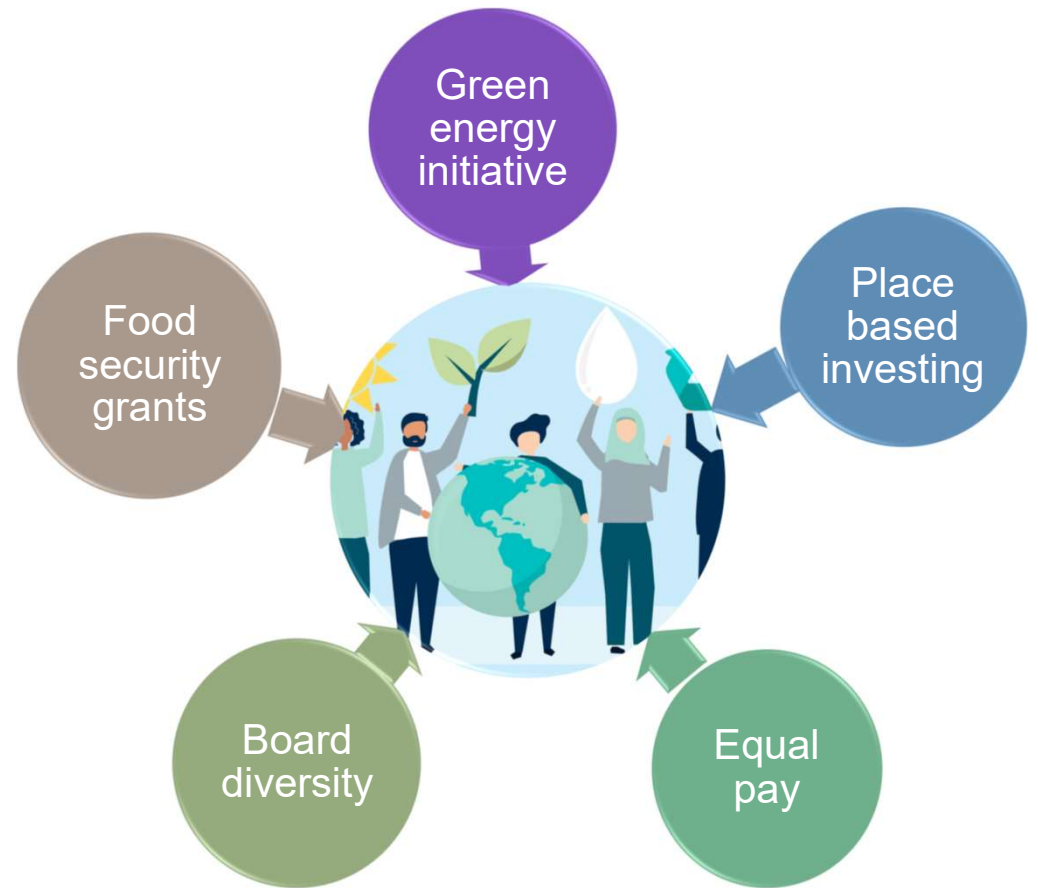 Green
energy
initiative
Place
based
investing
Food
security
grants
Board
diversity
Equal
pay